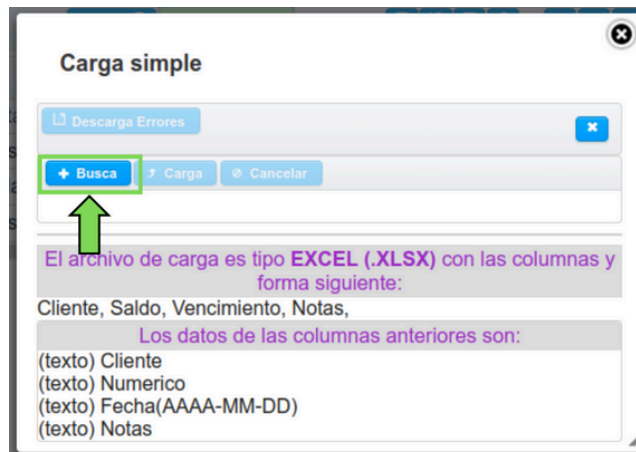 Carga simple
Descarga Errores
Busca
Carga
Cancelar
El archivo de carga es tipo EXCEL (.XLSX) con las columnas y
forma siguiente:
Cliente, Saldo, Vencimiento, Notas,
Los datos de las columnas anteriores son:
(texto) Cliente
(texto) Numerico
(texto) Fecha(AAAA-MM-DD)
(texto) Notas